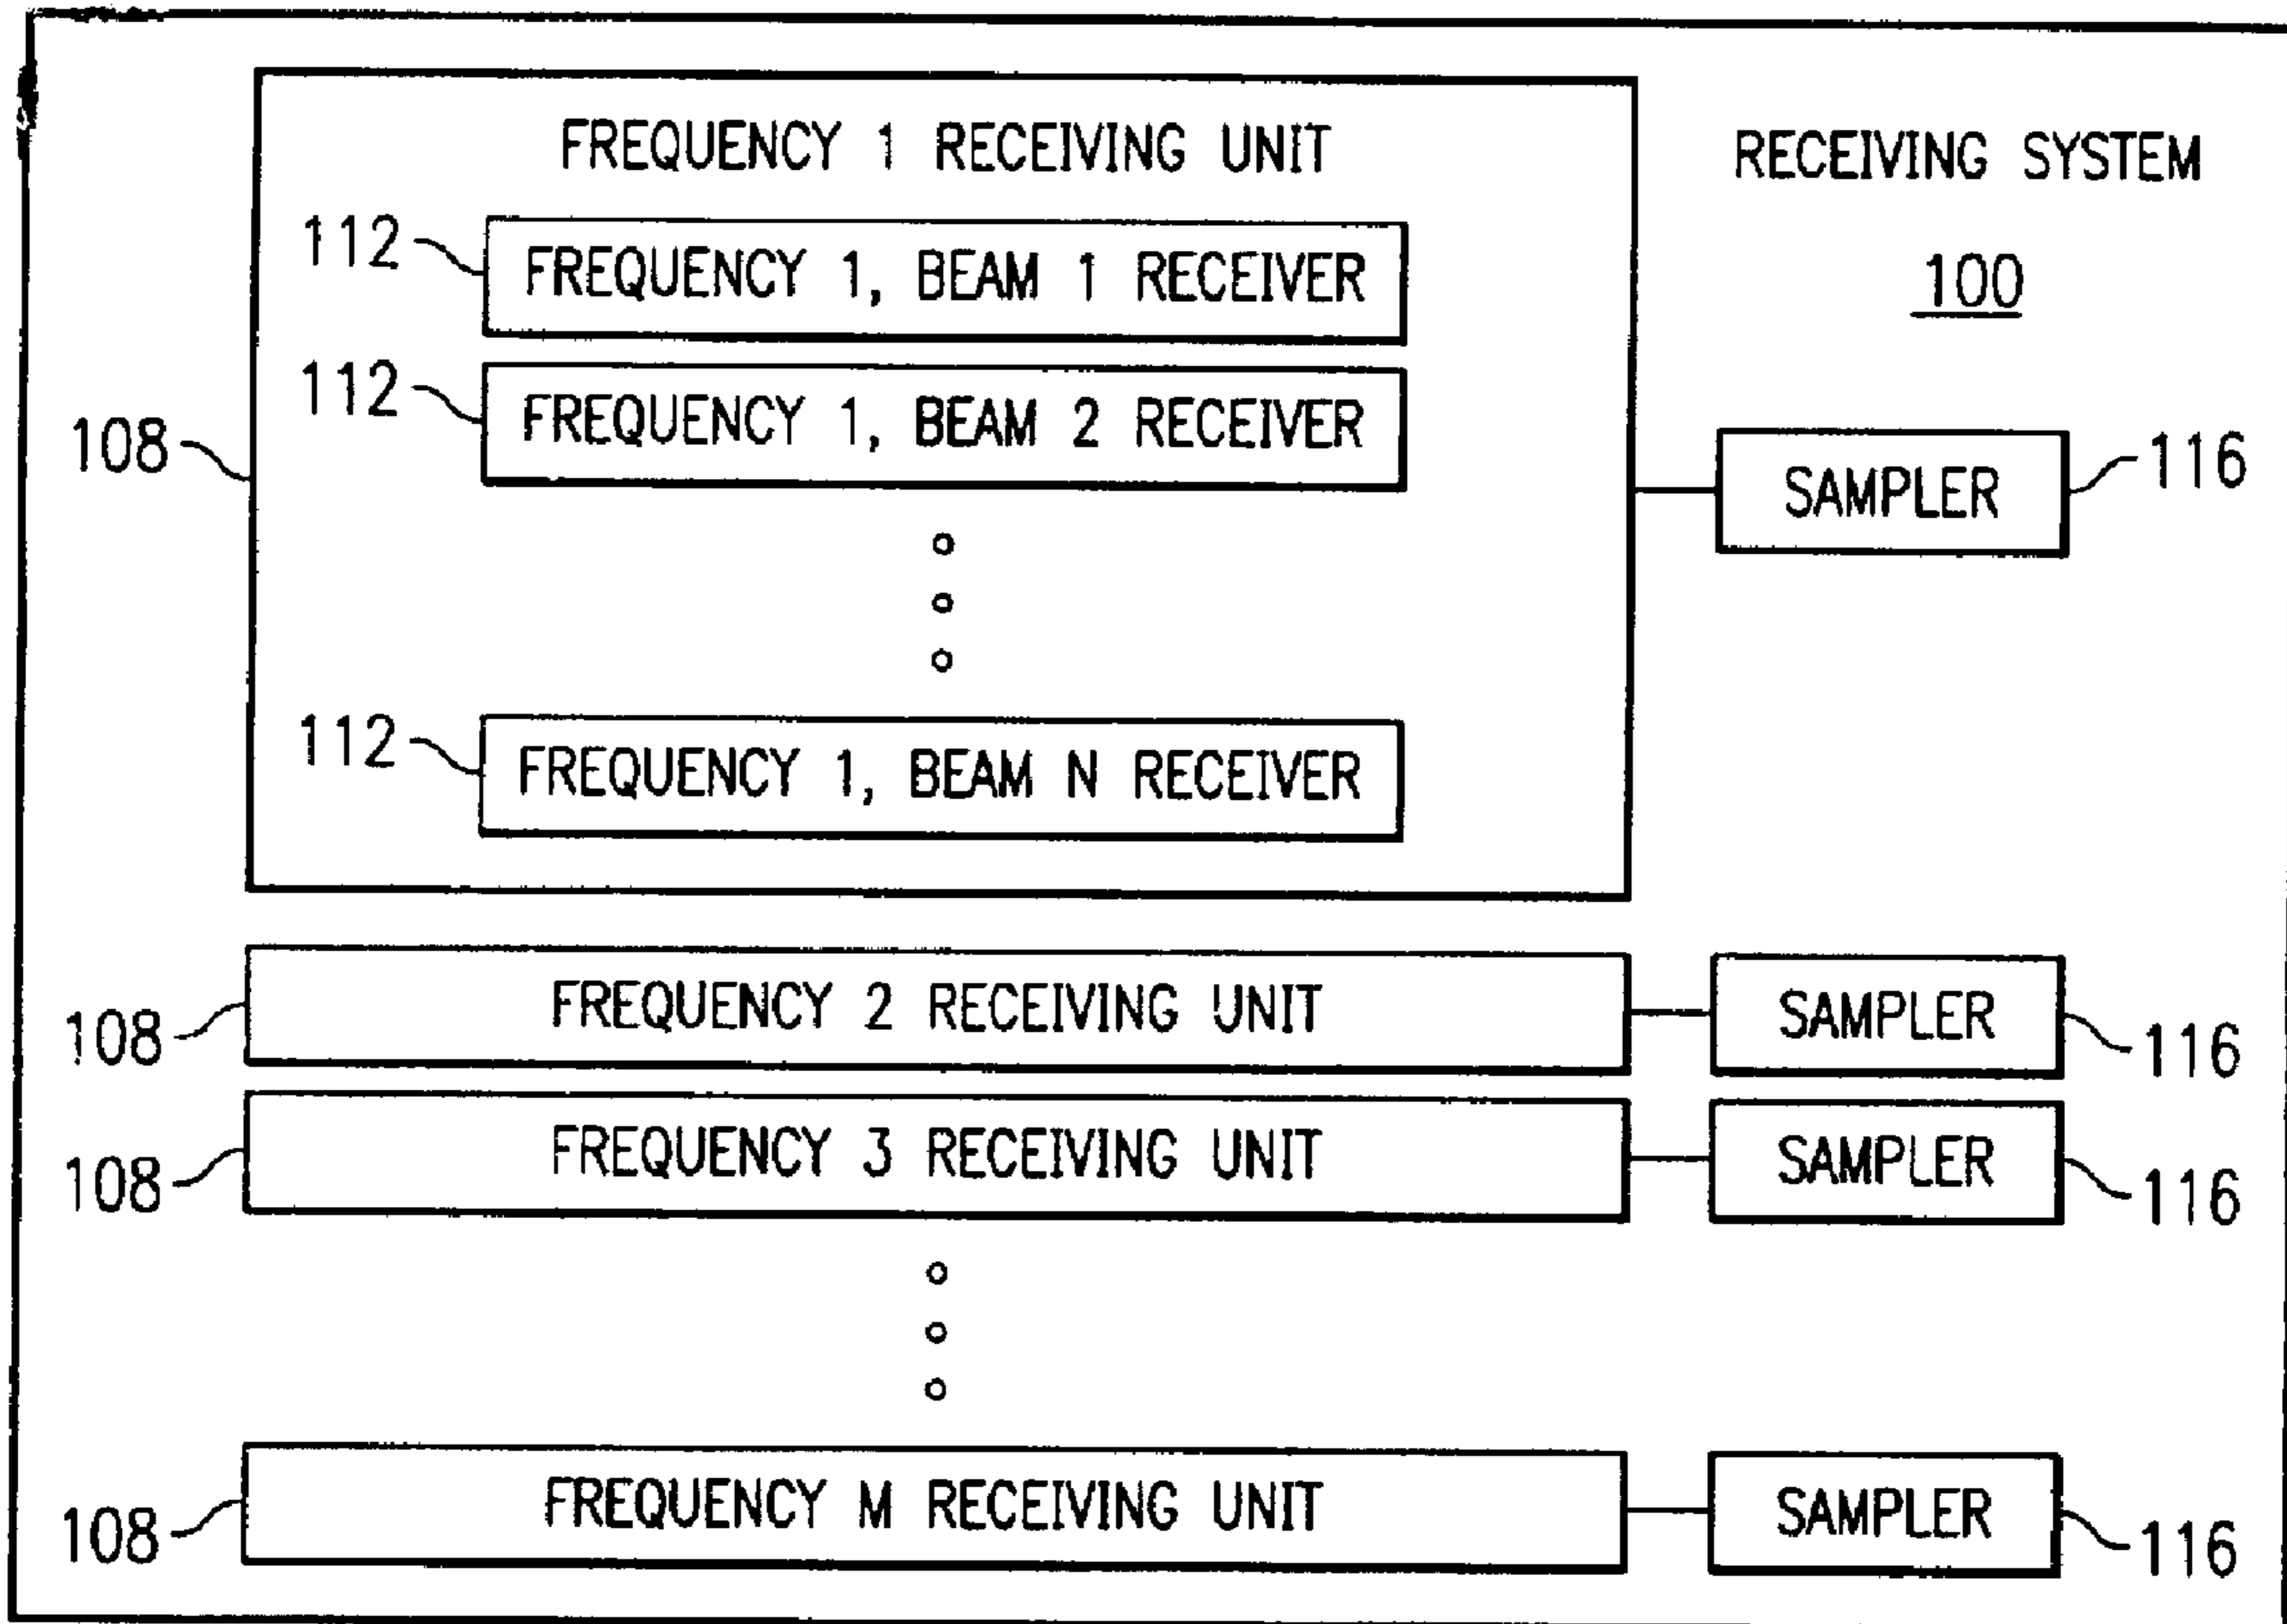 FREQUENCY 1 RECEIVING UNIT
RECEIVING SYSTEM
100
112
FREQUENCY 1, BEAM 1 RECEIVER
112
FREQUENCY 1, BEAM 2 RECEIVER
108
SAMPLER
116
112
FREQUENCY 1, BEAM N RECEIVER
108
FREQUENCY 2 RECEIVING UNIT
SAMPLER
116
108
FREQUENCY 3 RECEIVING UNIT
SAMPLER
116
108
FREQUENCY M RECEIVING UNIT
SAMPLER
116